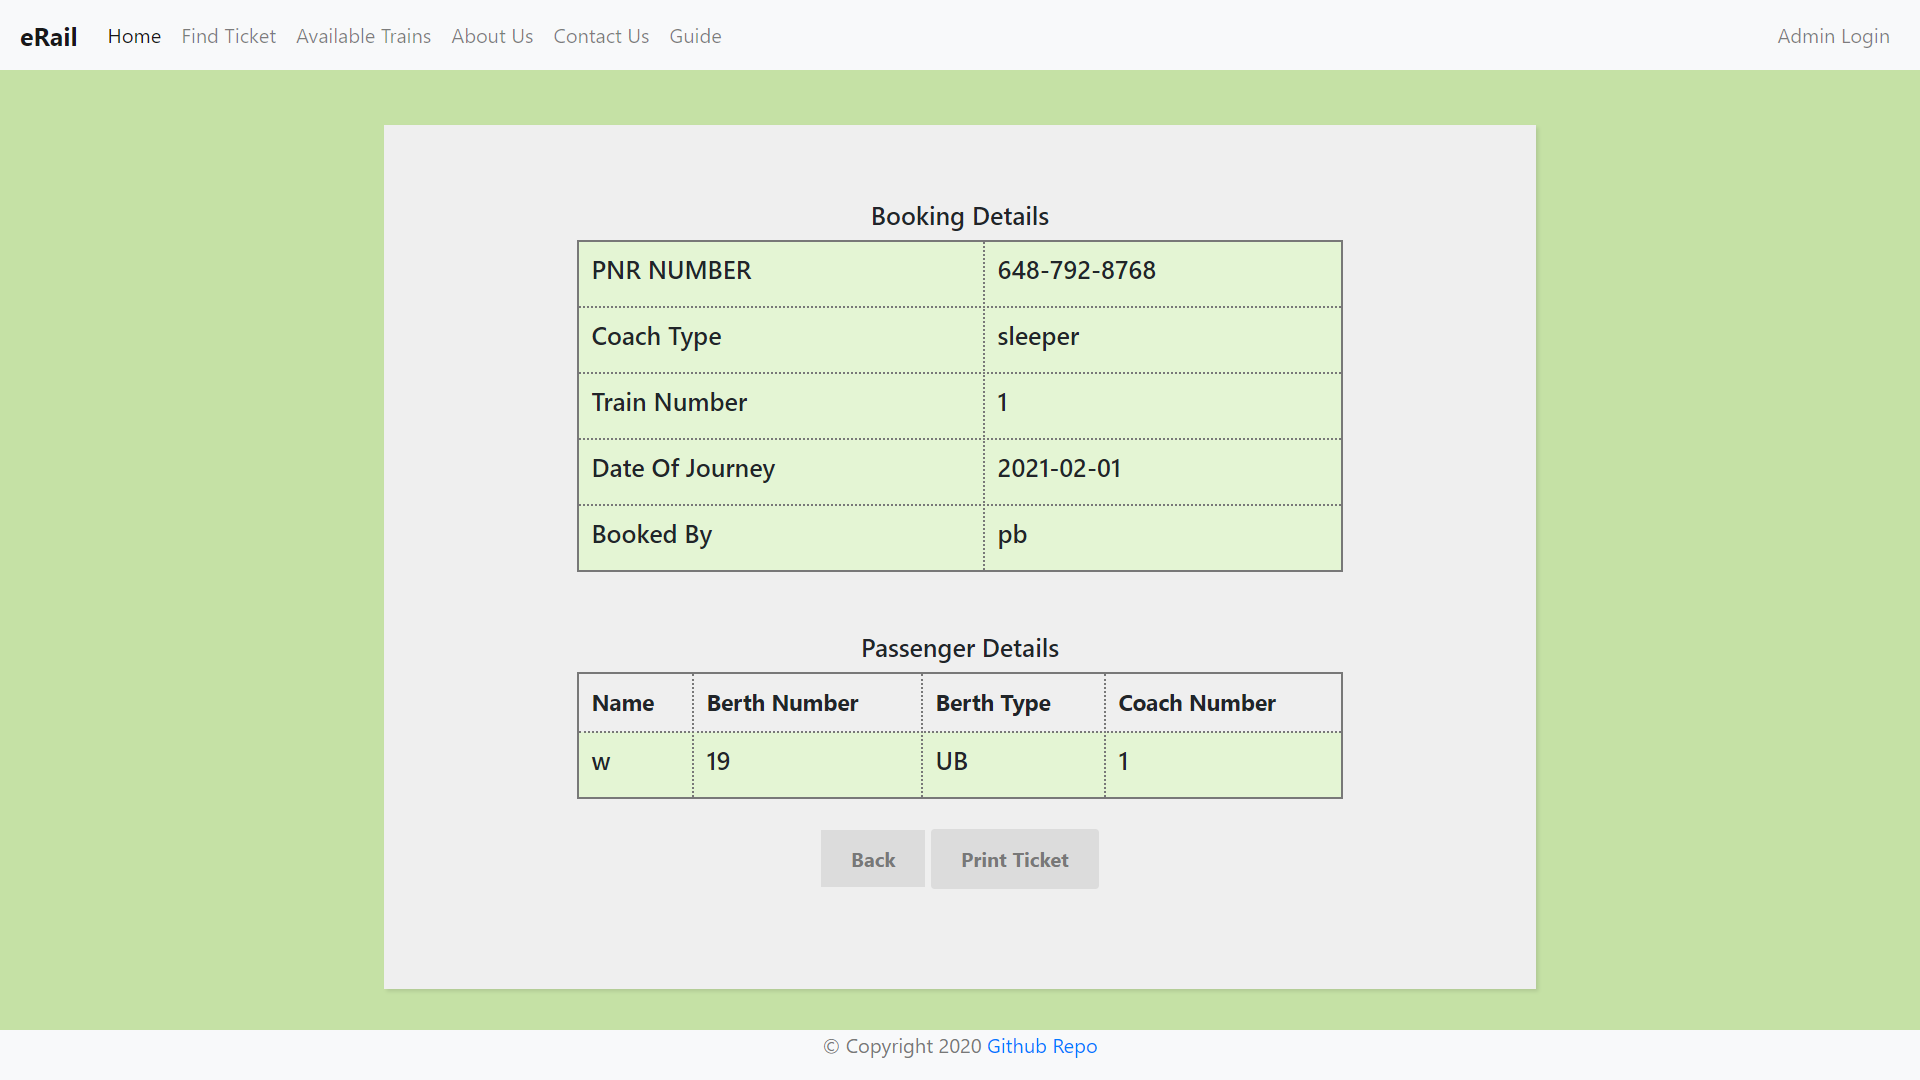 eRail Home Find Ticket Available Trains About Us Contact Us Guide Admin Login
Booking Details
PNR NUMBER 648-792-8768
Coach Type sleeper
Train Number 1
Date Of Journey 2021-02-01
Booked By pb
Passenger Details
Name Berth Number Berth Type Coach Number
w 19 UB 1
Back Print Ticket
© Copyright 2020 Github Repo